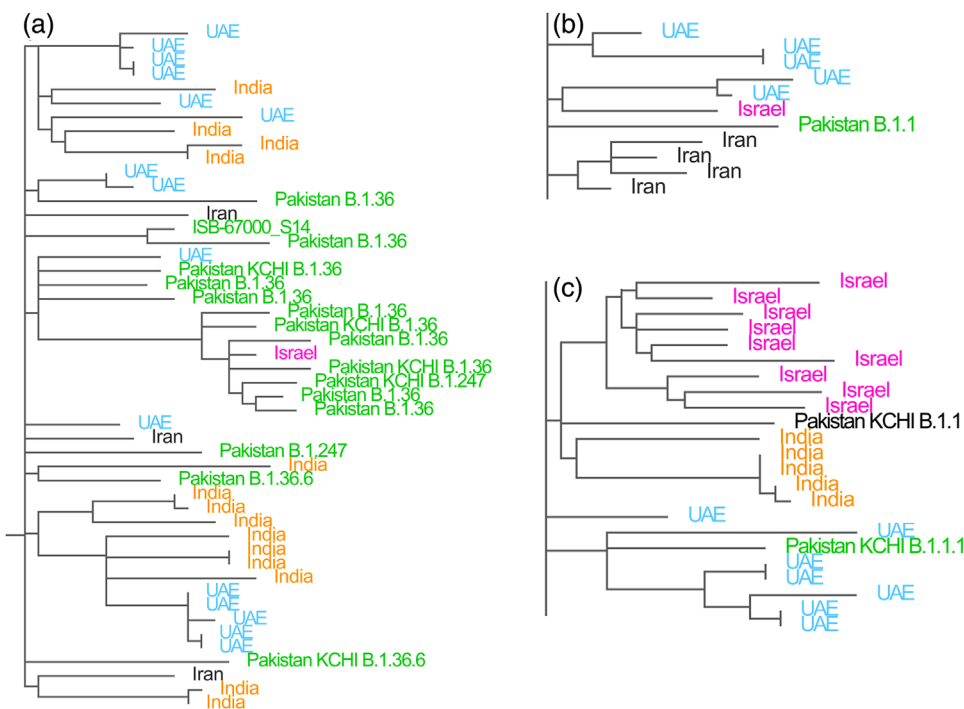 (a)
UAE
UAE
UAE
UAE
India
UAE
UAE
India
India
India
UAE
UAE
Pakistan B.1.36
Iran
ISB-67000_S14
Pakistan B.1.36
UAE
Pakistan KCHI B.1.36
Pakistan B.1.36
Pakistan B.1.36
Pakistan B.1.36
Pakistan KCHI B.1.36
Pakistan B.1.36
Israel
Pakistan KCHI B.1.36
Pakistan KCHI B.1.247
Pakistan B.1.36
Pakistan B.1.36
UAE
Iran
Pakistan B.1.247
India
Pakistan B.1.36.6
India
India
India
India
India
India
India
UAE
UAE
UAE
UAE
UAE
Pakistan KCHI B.1.36.6
Iran
India
India
(b)
UAE
UAE
UAE
UAE
UAE
Israel
Pakistan B.1.1
Iran
Iran
Iran
Iran
(c)
Israel
Israel
Israel
Israel
Israel
Israel
Israel
Israel
Israel
Pakistan KCHI B.1.1
India
India
India
India
India
UAE
UAE
Pakistan KCHI B.1.1.1
UAE
UAE
UAE
UAE
UAE